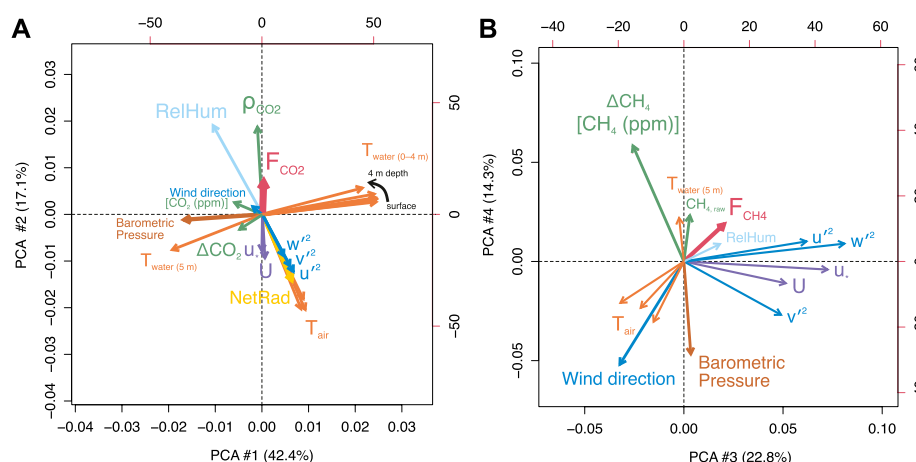 A
−50
0
50
0.03
0.02
0.01
0.00
−0.01
−0.02
−0.03
−0.04
PCA #2 (17.1%)
RelHum
ρCO2
FCO2
Twater (0–4 m)
4 m depth
surface
Wind direction
[CO2 (ppm)]
Barometric
Pressure
Twater (5 m)
ΔCO2
u*
U
w′2
v′2
u′2
NetRad
Tair
50
0
−50
−0.04
−0.03
−0.02
−0.01
0.00
0.01
0.02
0.03
PCA #1 (42.4%)
B
−40
−20
0
20
40
60
0.10
0.05
0.00
−0.05
PCA #4 (14.3%)
ΔCH4
[CH4 (ppm)]
Twater (5 m)
CH4, raw
FCH4
RelHum
u′2
w′2
u*
U
v′2
Tair
Wind direction
Barometric
Pressure
−0.05
0.00
0.05
0.10
PCA #3 (22.8%)